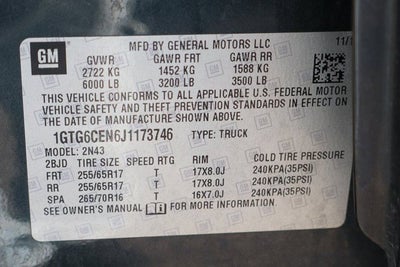 GM
MFD BY GENERAL MOTORS LLC
11/1
GVWR GAWR FRT GAWR RR
2722 KG 1452 KG 1588 KG
6000 LB 3200 LB 3500 LB
THIS VEHICLE CONFORMS TO ALL APPLICABLE U.S. FEDERAL MOTOR
VEHICLE SAFETY AND THEFT PREVENTION STANDARDS IN EFFECT ON
THE DATE OF MANUFACTURE SHOWN ABOVE.
1GTG6CEN6J1173746 TYPE: TRUCK
MODEL: 2N43
2BJD TIRE SIZE SPEED RTG RIM COLD TIRE PRESSURE
FRT 255/65R17 T 17X8.0J 240KPA(35PSI)
RR 255/65R17 T 17X8.0J 240KPA(35PSI)
SPA 265/70R16 T 16X7.0J 240KPA(35PSI)
SEE OWNER'S MANUAL FOR MORE INFORMATION.